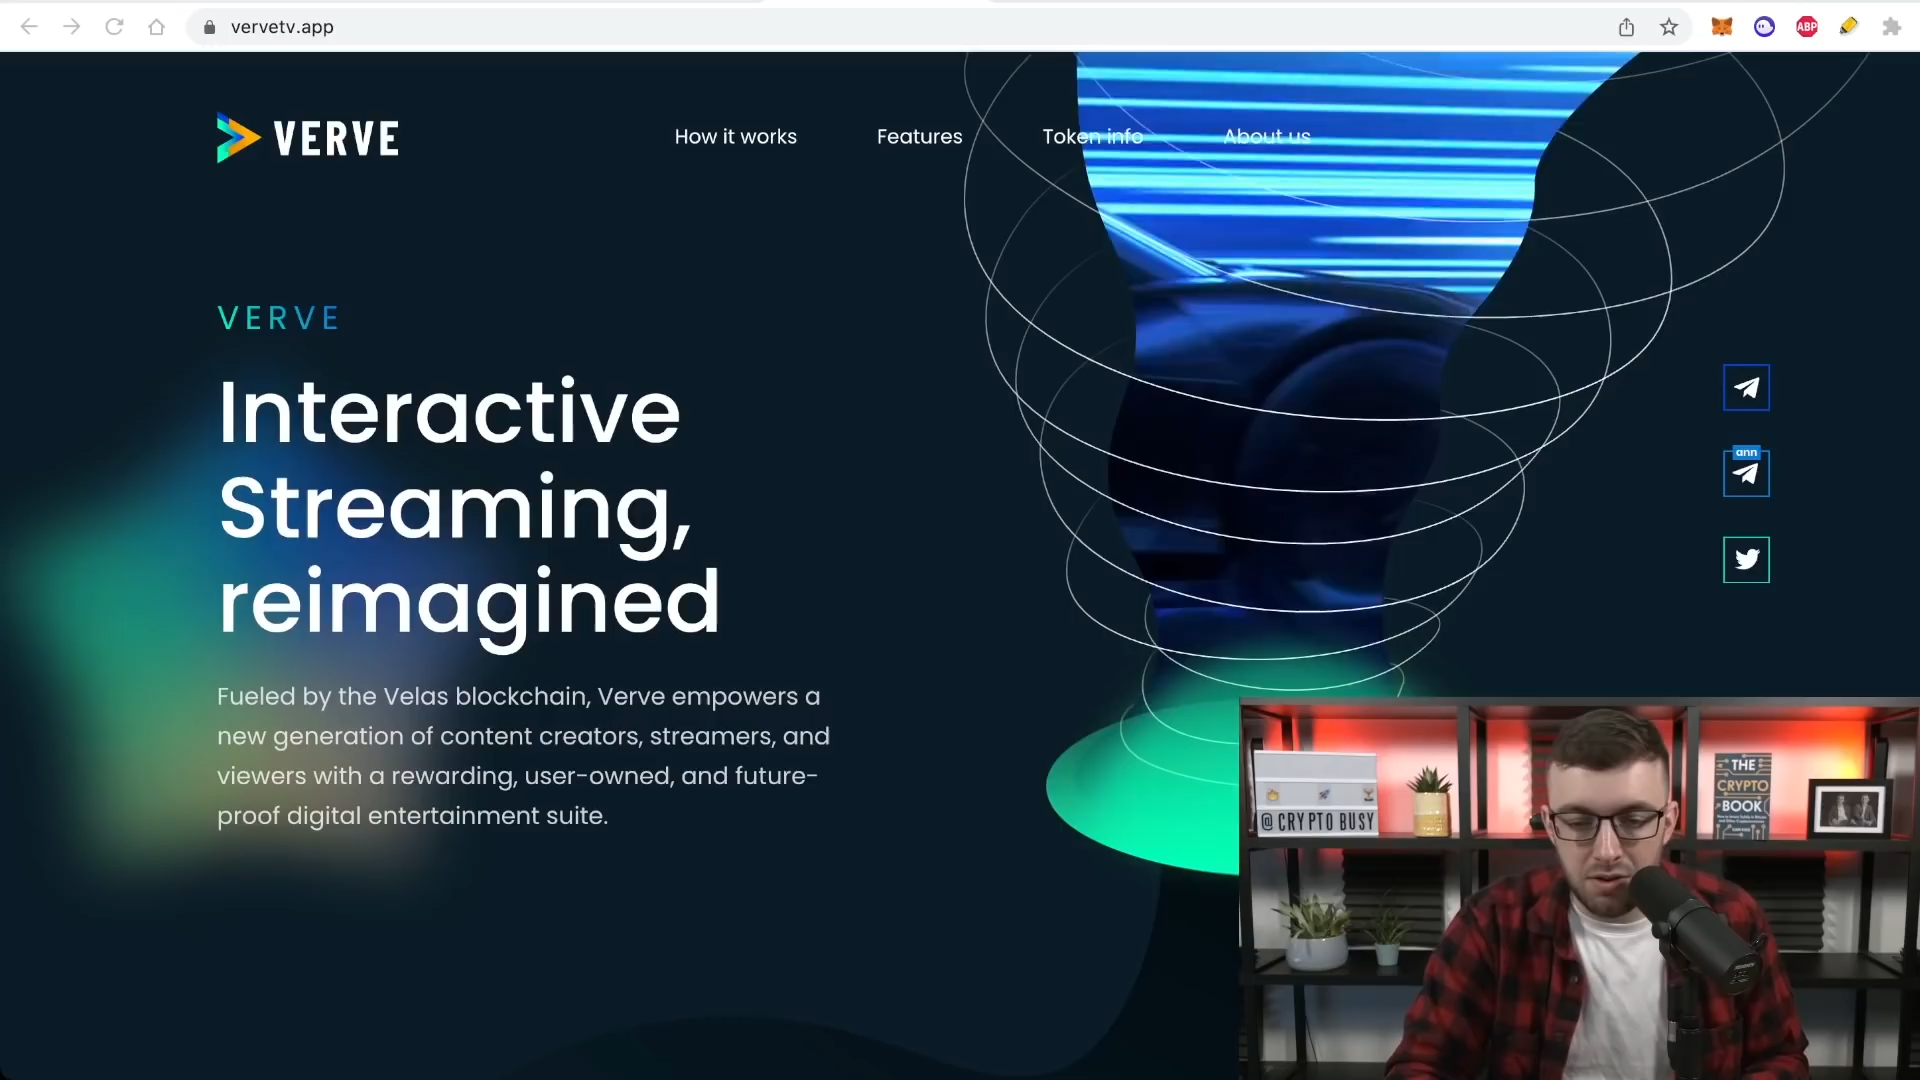 vervetv.app
ABP
VERVE
How it works
Features
Token info
About us
VERVE
Interactive
Streaming,
reimagined
Fueled by the Velas blockchain, Verve empowers a
new generation of content creators, streamers, and
viewers with a rewarding, user-owned, and future-
proof digital entertainment suite.
ann
@CRYPTO BUSY
THE
CRYPTO
BOOK